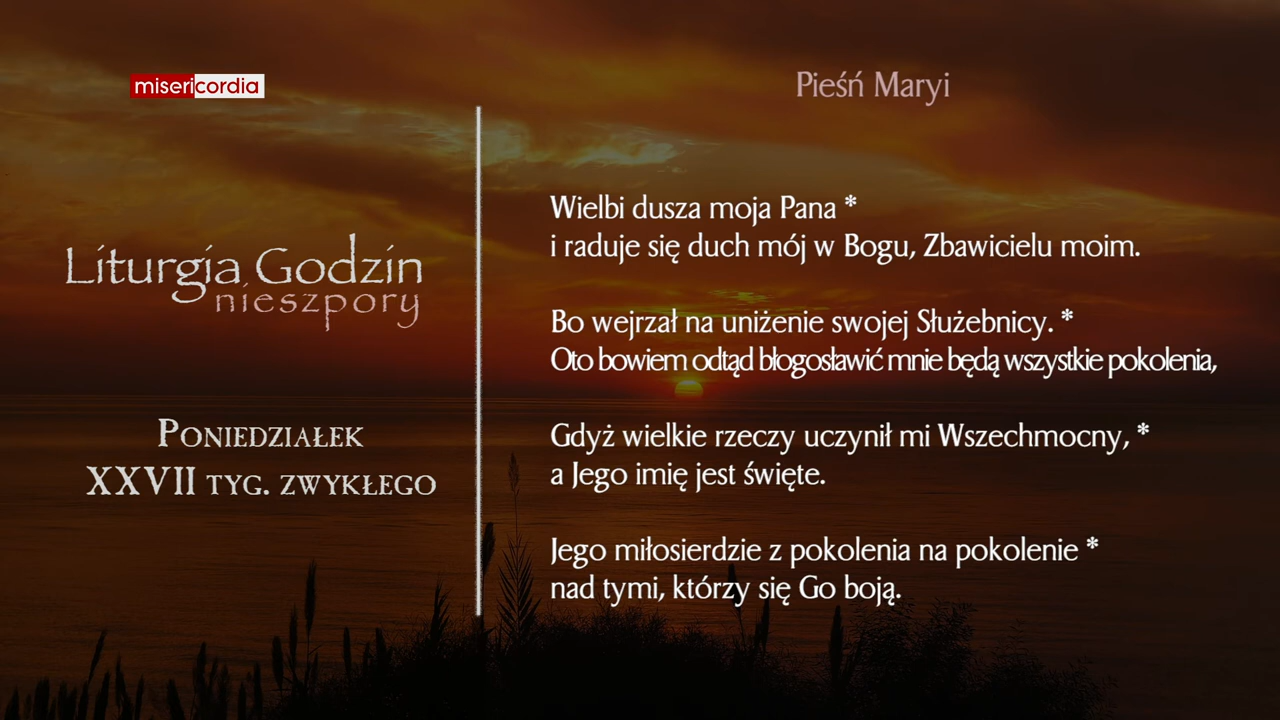 misericordia
Liturgia Godzin
nieszpory
Poniedziałek
XXVII tyg. zwykłego
Pieśń Maryi
Wielbi dusza moja Pana *
i raduje się duch mój w Bogu, Zbawicielu moim.
Bo wejrzał na uniżenie swojej Służebnicy. *
Oto bowiem odtąd błogosławić mnie będą wszystkie pokolenia,
Gdyż wielkie rzeczy uczynił mi Wszechmocny, *
a Jego imię jest święte.
Jego miłosierdzie z pokolenia na pokolenie *
nad tymi, którzy się Go boją.